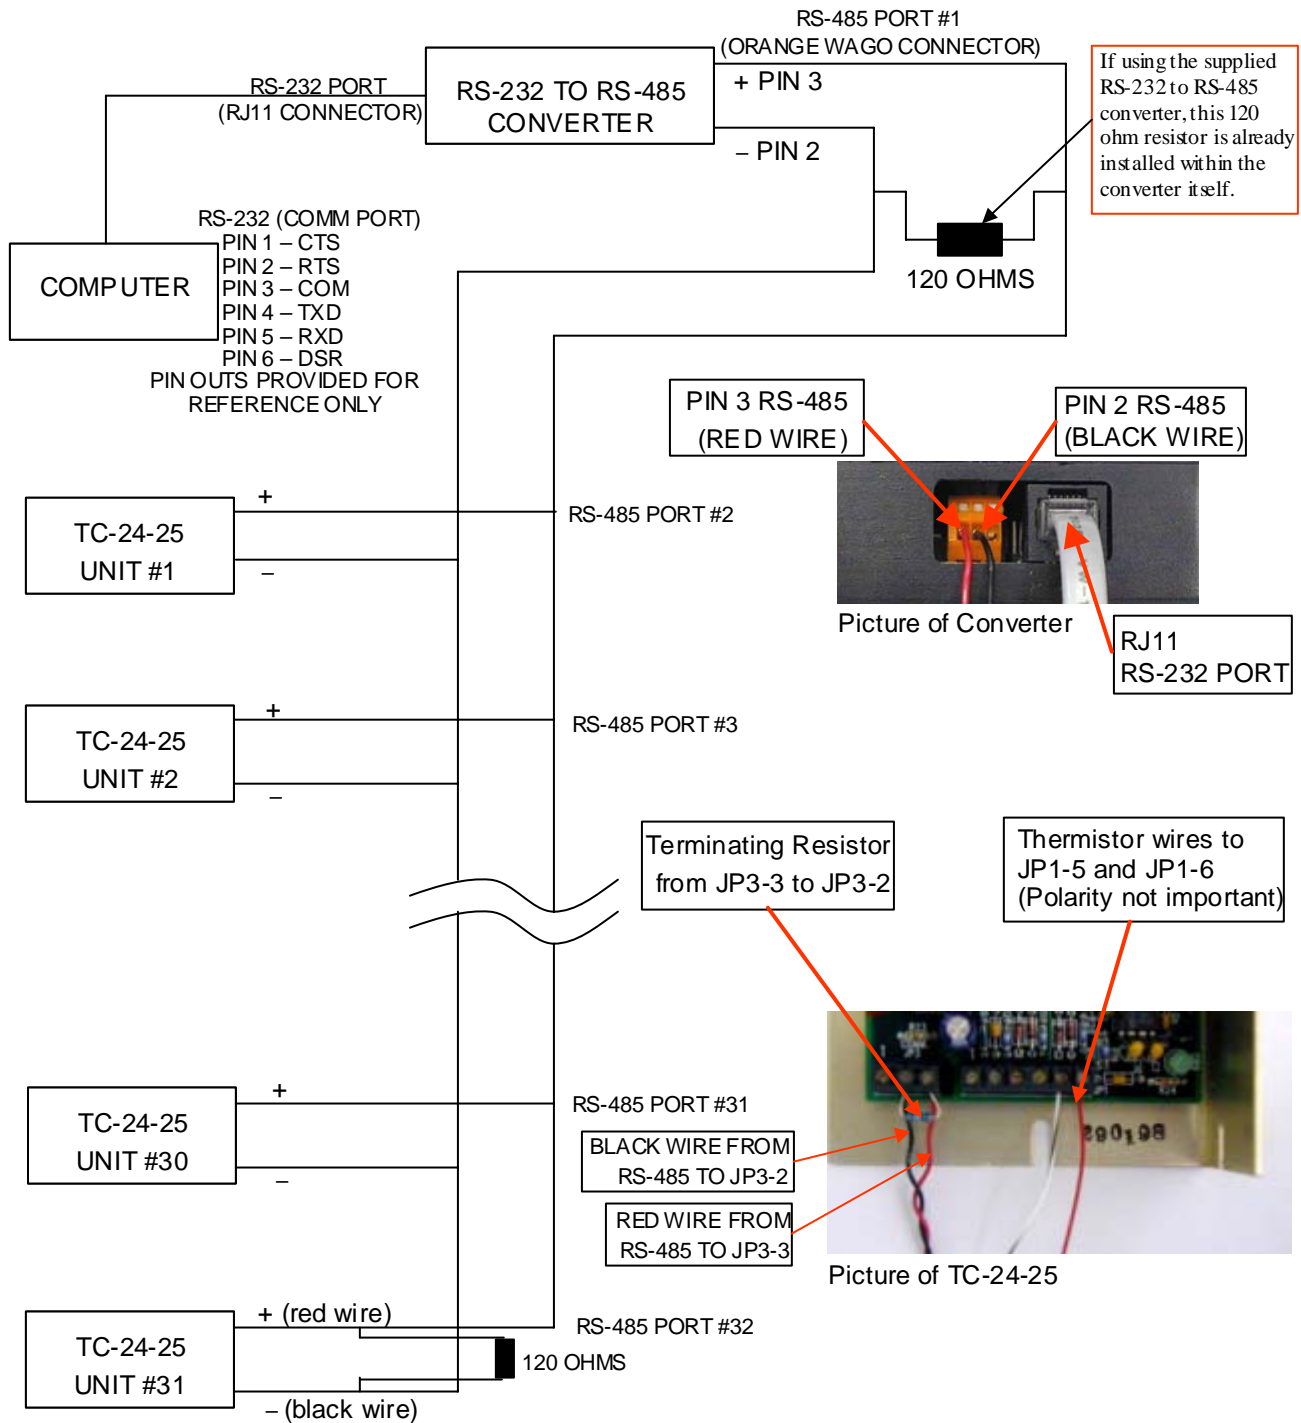 RS-485 PORT #1
(ORANGE WAGO CONNECTOR)
RS-232 PORT
(RJ11 CONNECTOR)
RS-232 TO RS-485
CONVERTER
+ PIN 3
– PIN 2
If using the supplied
RS-232 to RS-485
converter, this 120
ohm resistor is already
installed within the
converter itself.
120 OHMS
COMPUTER
RS-232 (COMM PORT)
PIN 1 – CTS
PIN 2 – RTS
PIN 3 – COM
PIN 4 – TXD
PIN 5 – RXD
PIN 6 – DSR
PIN OUTS PROVIDED FOR
REFERENCE ONLY
PIN 3 RS-485
(RED WIRE)
PIN 2 RS-485
(BLACK WIRE)
Picture of Converter
RJ11
RS-232 PORT
TC-24-25
UNIT #1
+
–
RS-485 PORT #2
TC-24-25
UNIT #2
+
–
RS-485 PORT #3
Terminating Resistor
from JP3-3 to JP3-2
Thermistor wires to
JP1-5 and JP1-6
(Polarity not important)
TC-24-25
UNIT #30
+
–
RS-485 PORT #31
BLACK WIRE FROM
RS-485 TO JP3-2
RED WIRE FROM
RS-485 TO JP3-3
Picture of TC-24-25
TC-24-25
UNIT #31
+ (red wire)
– (black wire)
RS-485 PORT #32
120 OHMS